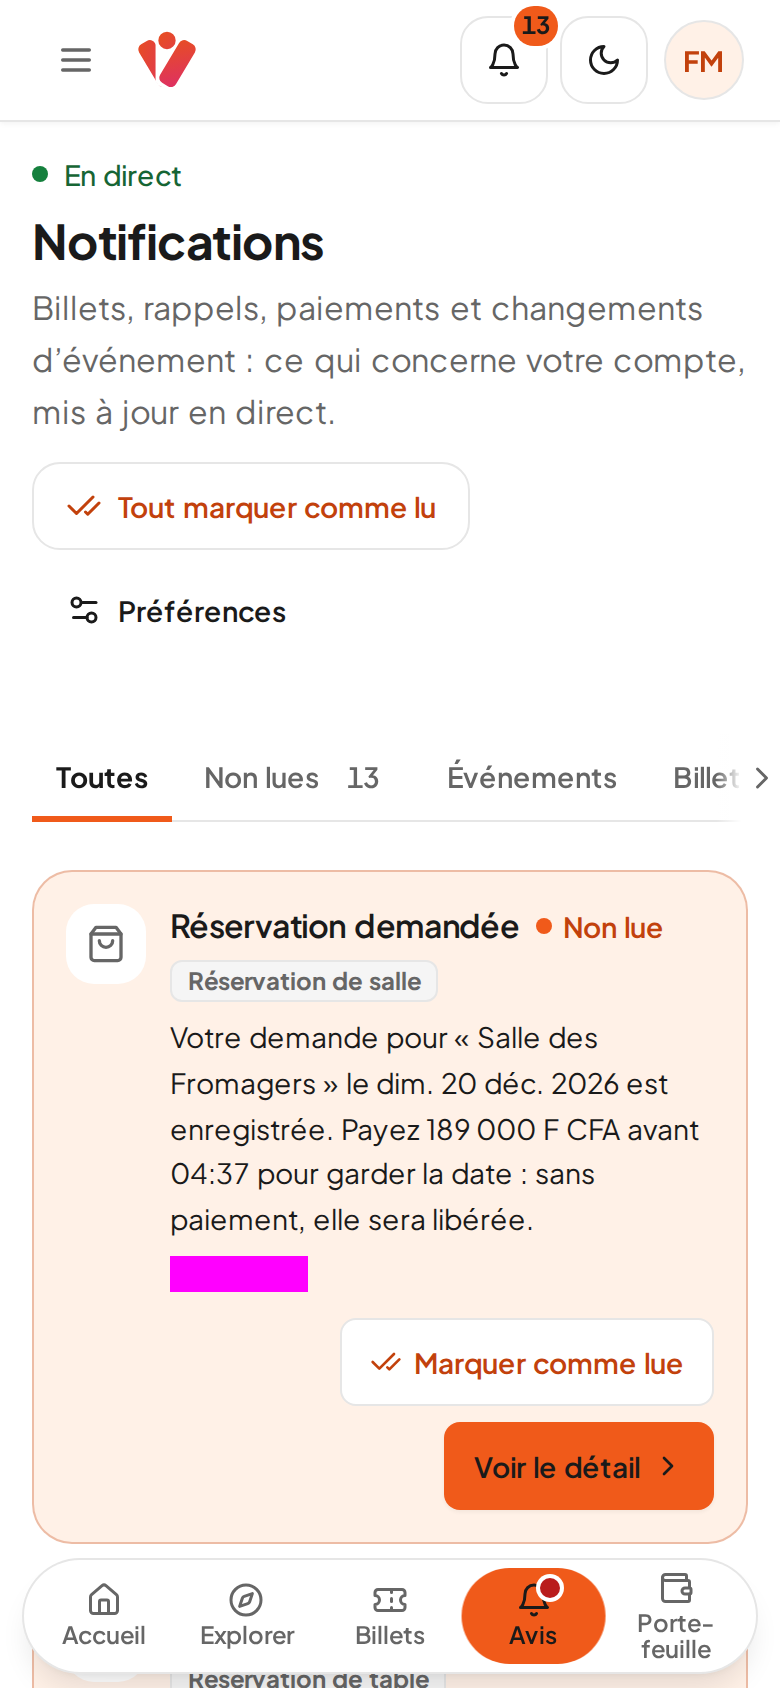 13
FM
En direct
Notifications
Billets, rappels, paiements et changements
d’événement : ce qui concerne votre compte,
mis à jour en direct.
Tout marquer comme lu
Préférences
Toutes
Non lues 13
Événements
Billet
Réservation demandée
Non lue
Réservation de salle
Votre demande pour « Salle des
Fromagers » le dim. 20 déc. 2026 est
enregistrée. Payez 189 000 F CFA avant
04:37 pour garder la date : sans
paiement, elle sera libérée.
Marquer comme lue
Voir le détail
Accueil
Explorer
Billets
Avis
Porte-
feuille
Réservation de table